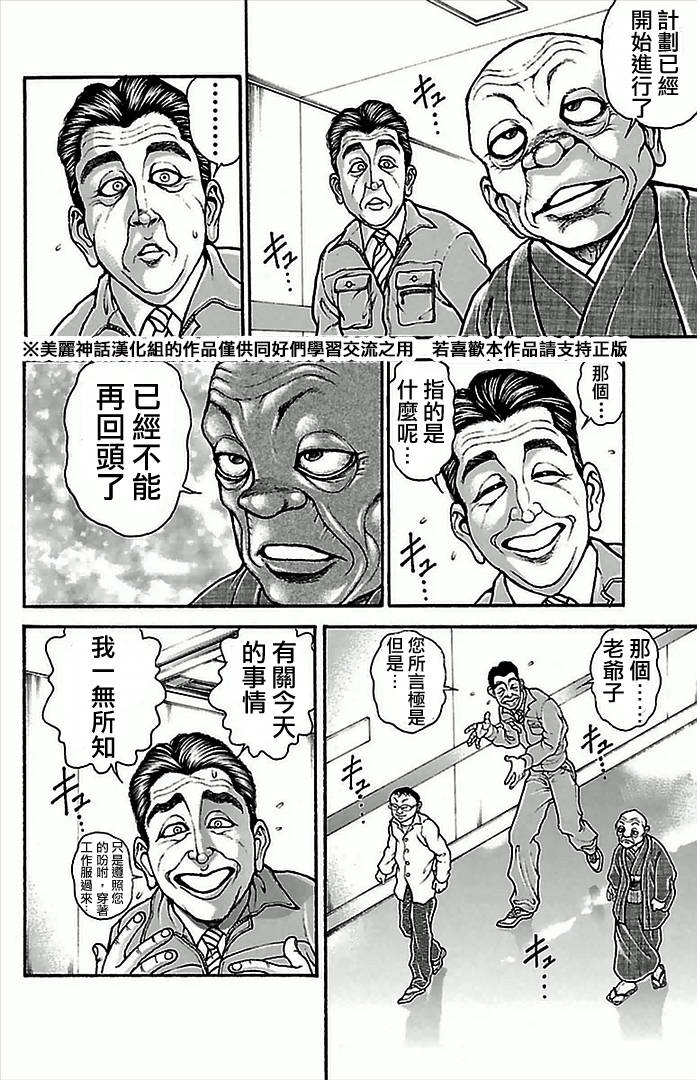 計劃已經
開始進行了
キュ…
………
キュ…
※美麗神話漢化組的作品僅供同好們學習交流之用　若喜歡本作品請支持正版
那個…
指的是
什麼呢…
キュ…
已經不能
再回頭了
那個……
老爺子
您所言極是
但是…
キュ…
キュ…
有關今天
的事情
我一無所知
キュ…
只是遵照您
的吩咐，穿著
工作服過來…